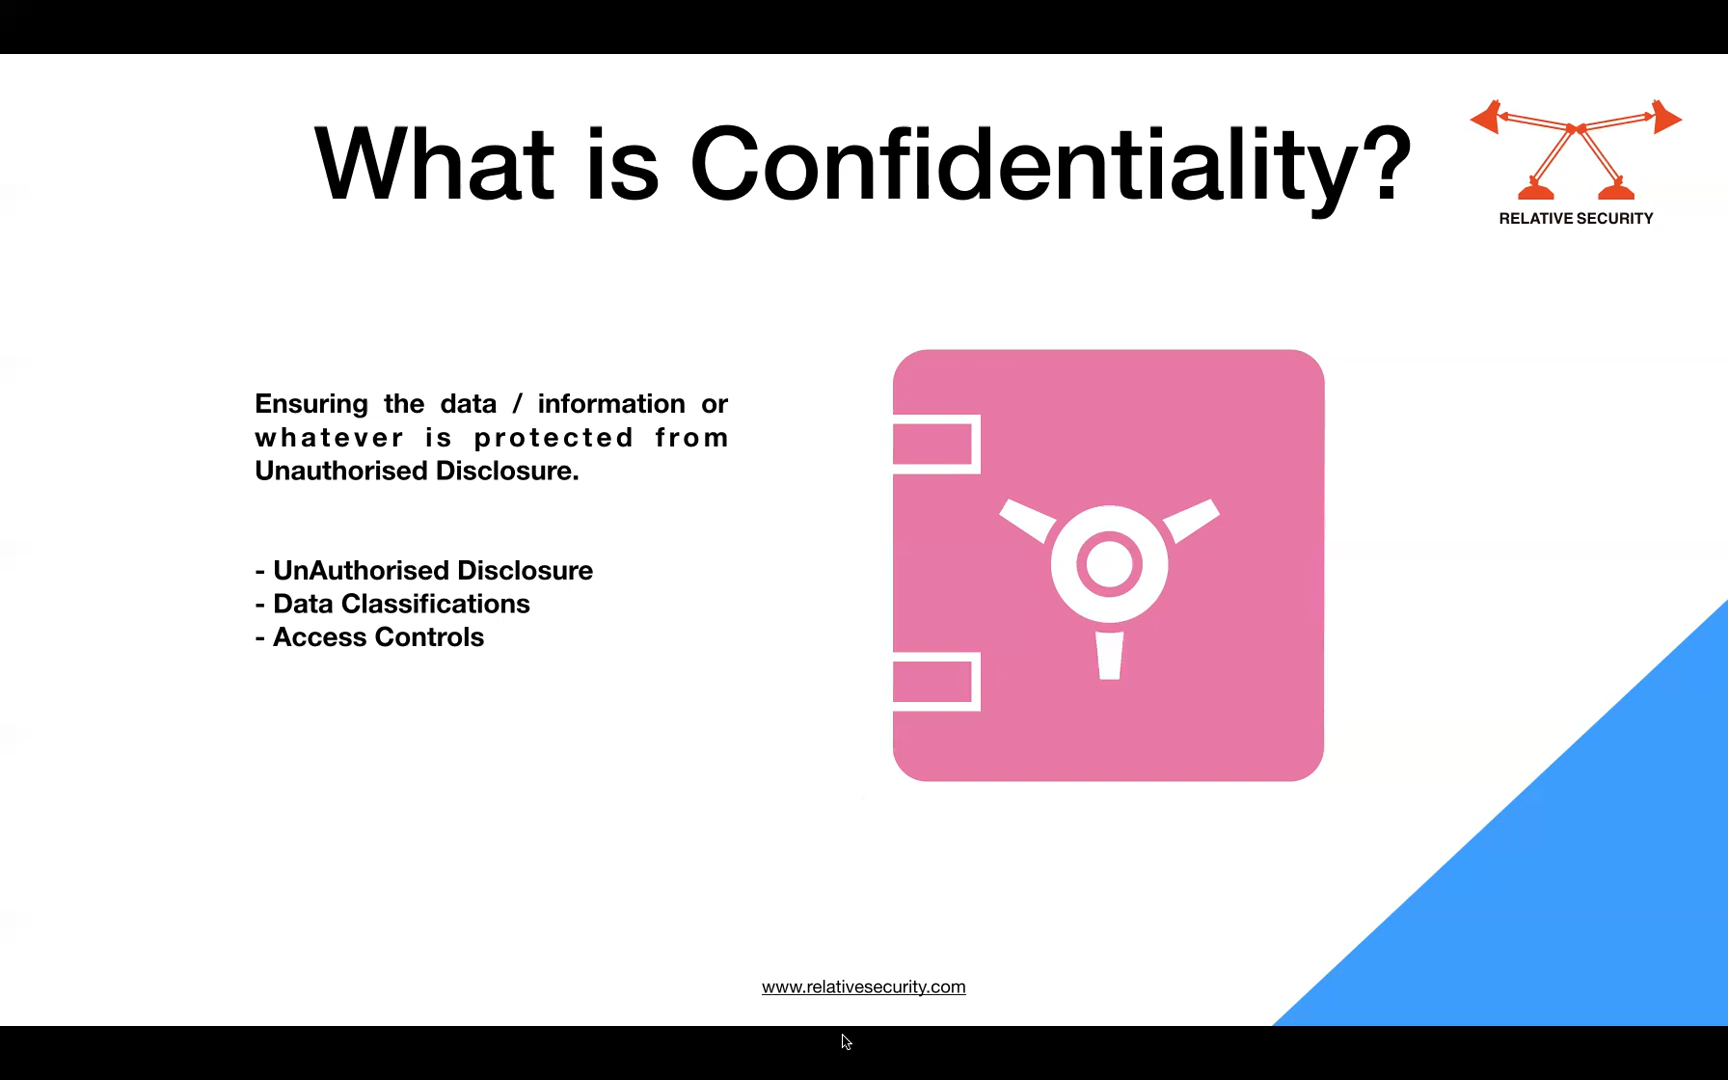 What is Confidentiality?
RELATIVE SECURITY
Ensuring the data / information or
whatever is protected from
Unauthorised Disclosure.
- UnAuthorised Disclosure
- Data Classifications
- Access Controls
www.relativesecurity.com